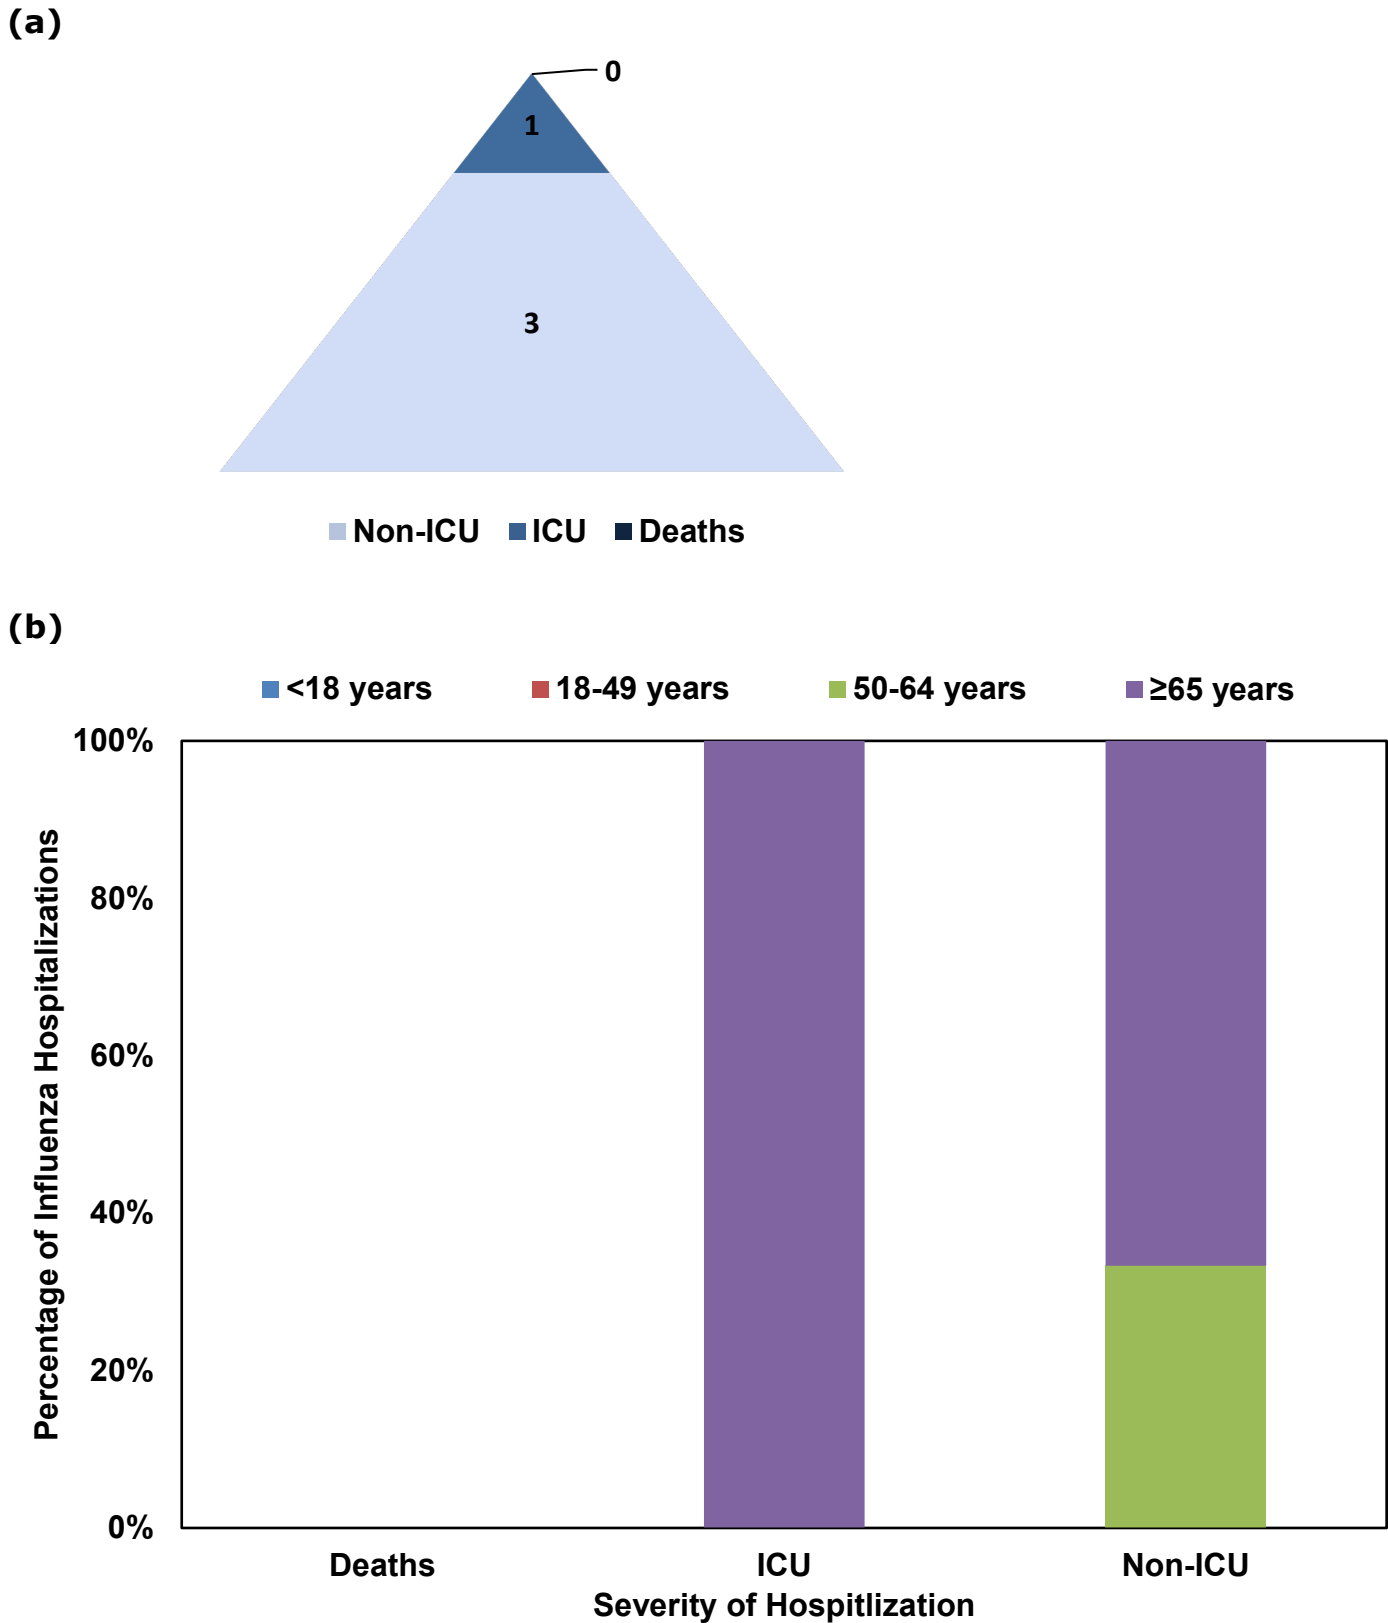 (a)
0
1
3
Non-ICU ICU Deaths
(b)
<18 years 18-49 years 50-64 years ≥65 years
100%
80%
60%
40%
20%
0%
Percentage of Influenza Hospitalizations
Deaths ICU Non-ICU
Severity of Hospitlization